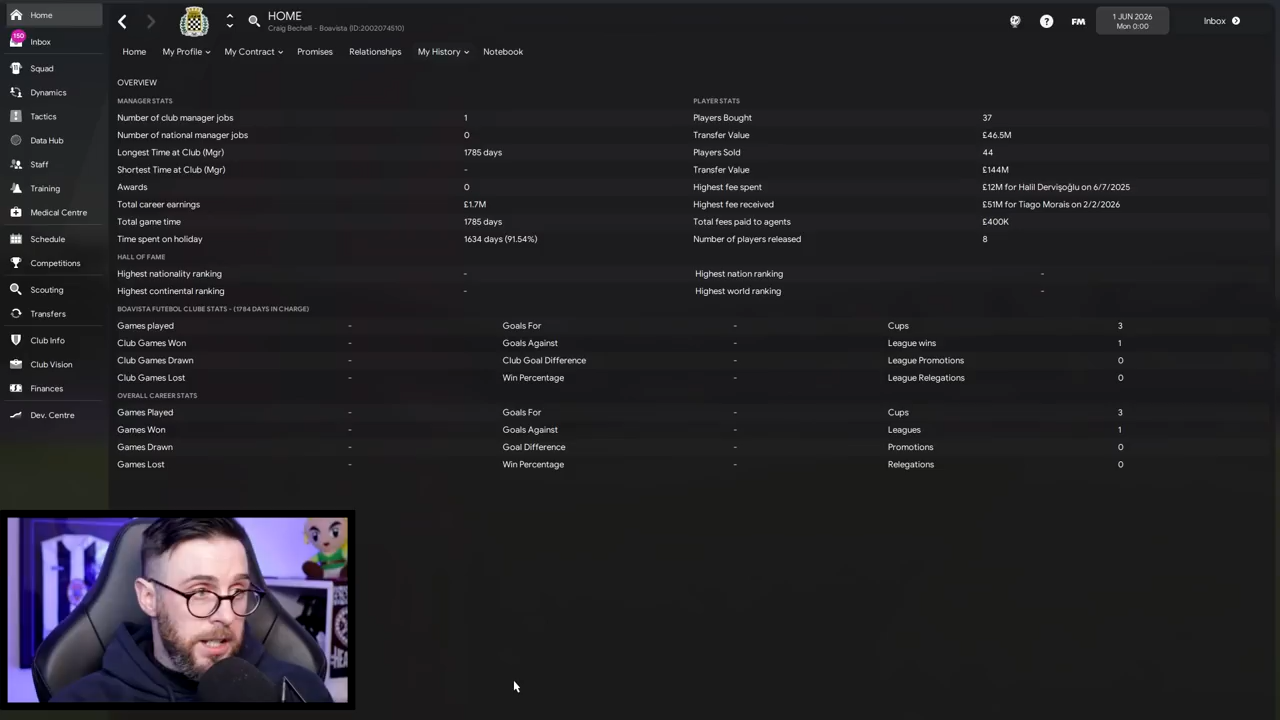 Home
150
Inbox
Squad
Dynamics
Tactics
Data Hub
Staff
Training
Medical Centre
Schedule
Competitions
Scouting
Transfers
Club Info
Club Vision
Finances
Dev. Centre
HOME
Craig Bechelli - Boavista (ID:2002074510)
FM
1 JUN 2026
Mon 0:00
Inbox
Home My Profile My Contract Promises Relationships My History Notebook
OVERVIEW
MANAGER STATS PLAYER STATS
Number of club manager jobs 1 Players Bought 37
Number of national manager jobs 0 Transfer Value £46.5M
Longest Time at Club (Mgr) 1785 days Players Sold 44
Shortest Time at Club (Mgr) - Transfer Value £144M
Awards 0 Highest fee spent £12M for Halil Dervişoğlu on 6/7/2025
Total career earnings £1.7M Highest fee received £51M for Tiago Morais on 2/2/2026
Total game time 1785 days Total fees paid to agents £400K
Time spent on holiday 1634 days (91.54%) Number of players released 8
HALL OF FAME
Highest nationality ranking - Highest nation ranking -
Highest continental ranking - Highest world ranking -
BOAVISTA FUTEBOL CLUBE STATS - (1784 DAYS IN CHARGE)
Games played - Goals For - Cups 3
Club Games Won - Goals Against - League wins 1
Club Games Drawn - Club Goal Difference - League Promotions 0
Club Games Lost - Win Percentage - League Relegations 0
OVERALL CAREER STATS
Games Played - Goals For - Cups 3
Games Won - Goals Against - Leagues 1
Games Drawn - Goal Difference - Promotions 0
Games Lost - Win Percentage - Relegations 0